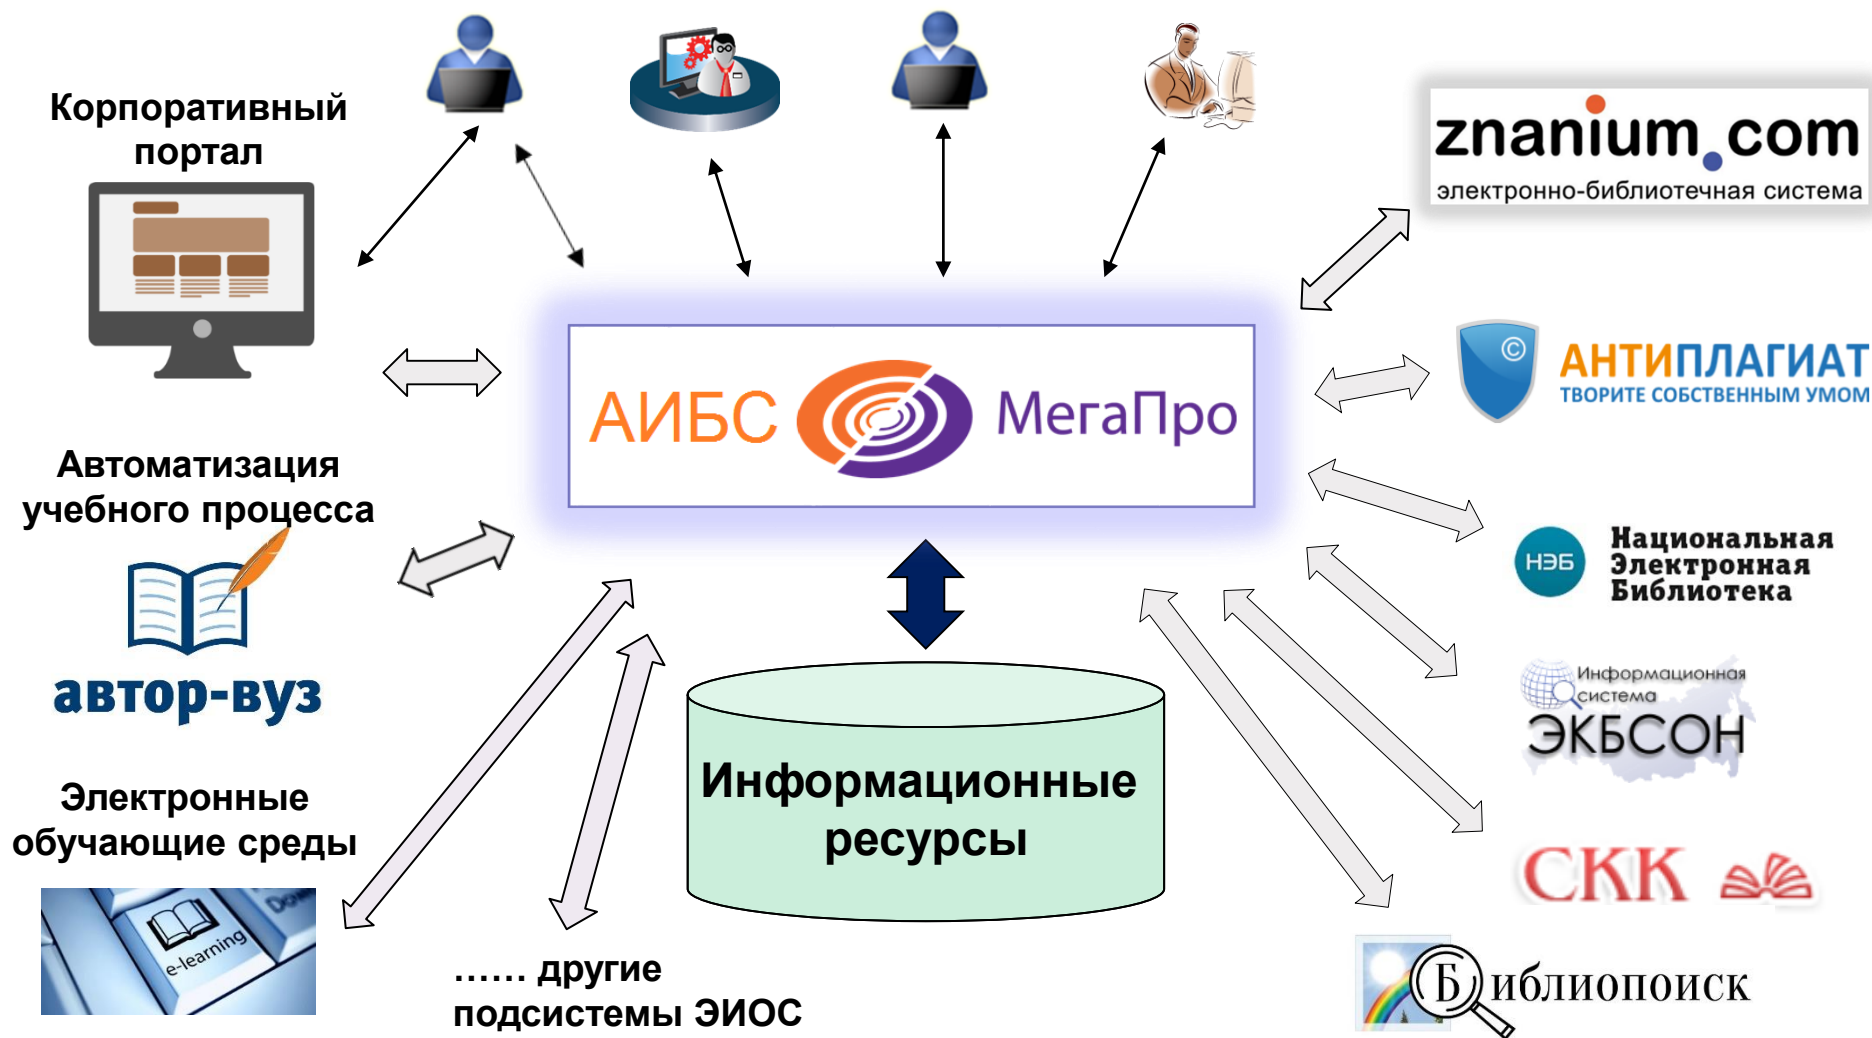 Корпоративный
портал
znanium.com
электронно-библиотечная система
АИБС МегаПро
©
АНТИПЛАГИАТ
ТВОРИТЕ СОБСТВЕННЫМ УМОМ
Автоматизация
учебного процесса
автор-вуз
НЭБ
Национальная
Электронная
Библиотека
Информационная
система
ЭКБСОН
Информационные
ресурсы
Электронные
обучающие среды
e-learning
СКК
...... другие
подсистемы ЭИОС
Библиопоиск